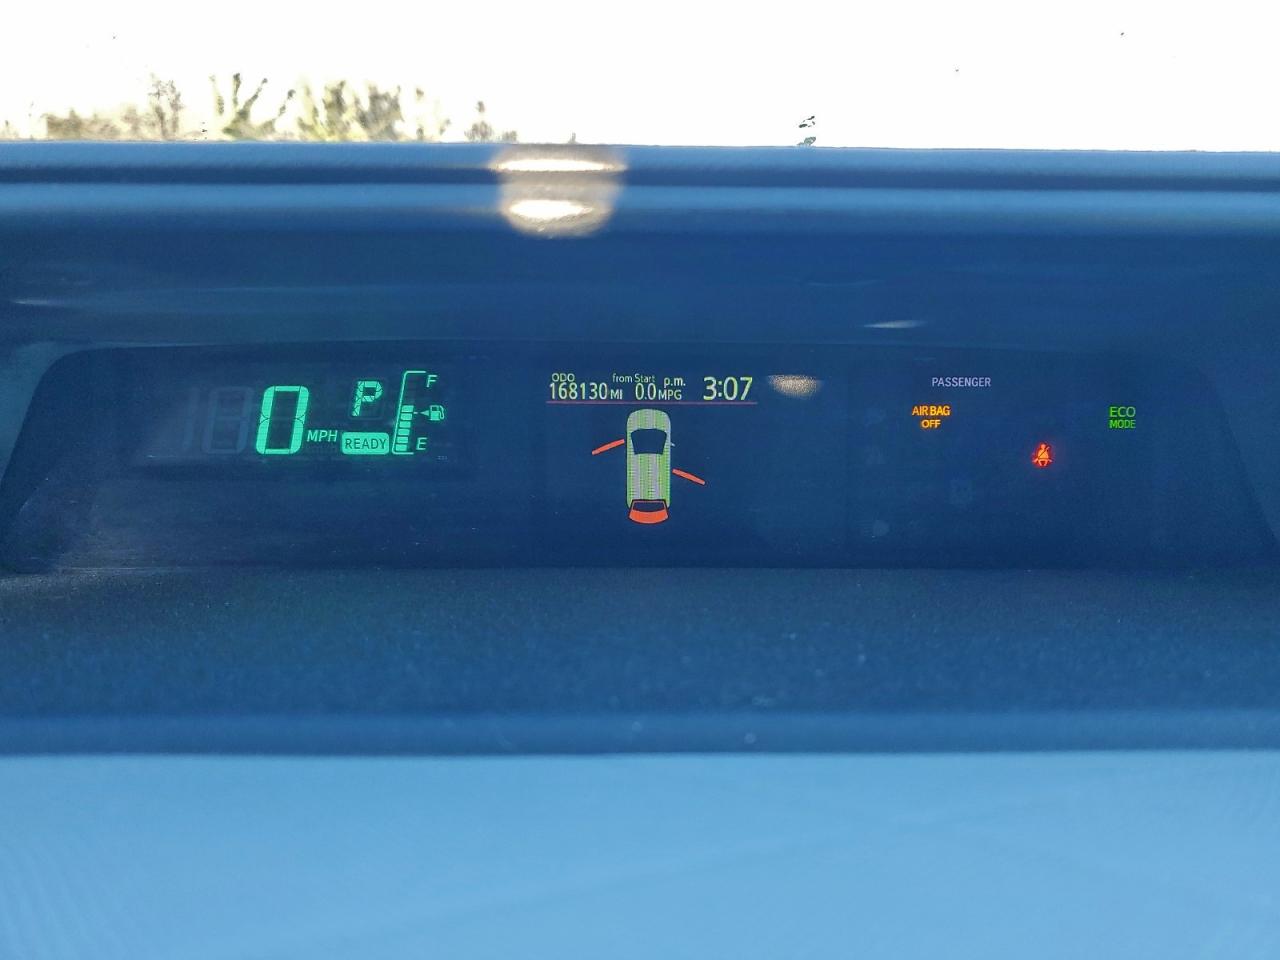 0 MPH
P
READY
F
E
ODO
168130 MI
from Start
0.0 MPG
p.m.
3:07
PASSENGER
AIR BAG
OFF
ECO
MODE